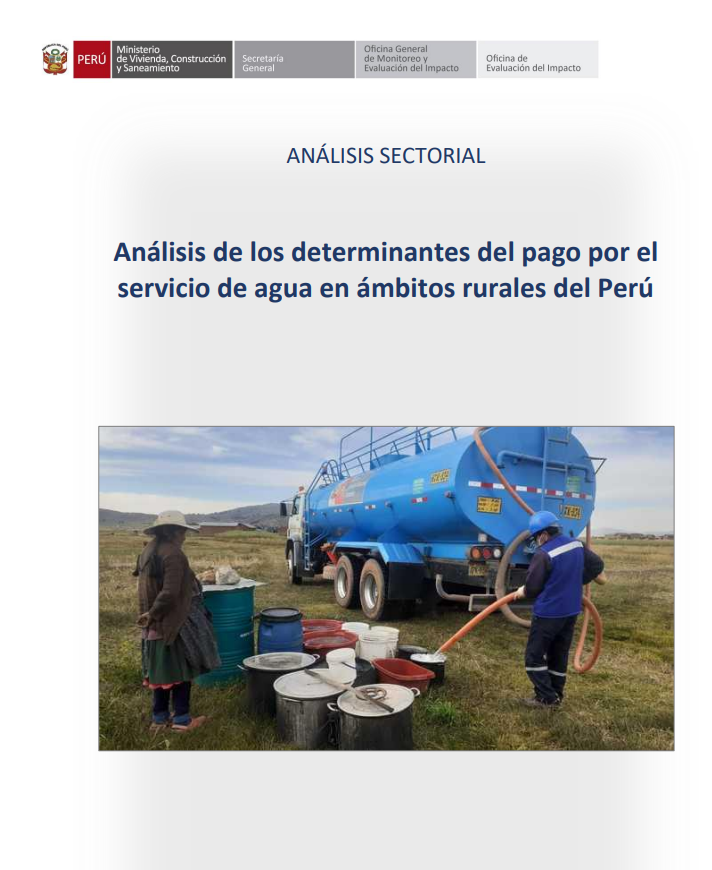 PERÚ
Ministerio
de Vivienda, Construcción
y Saneamiento
Secretaría
General
Oficina General
de Monitoreo y
Evaluación del Impacto
Oficina de
Evaluación del Impacto
ANÁLISIS SECTORIAL
Análisis de los determinantes del pago por el
servicio de agua en ámbitos rurales del Perú